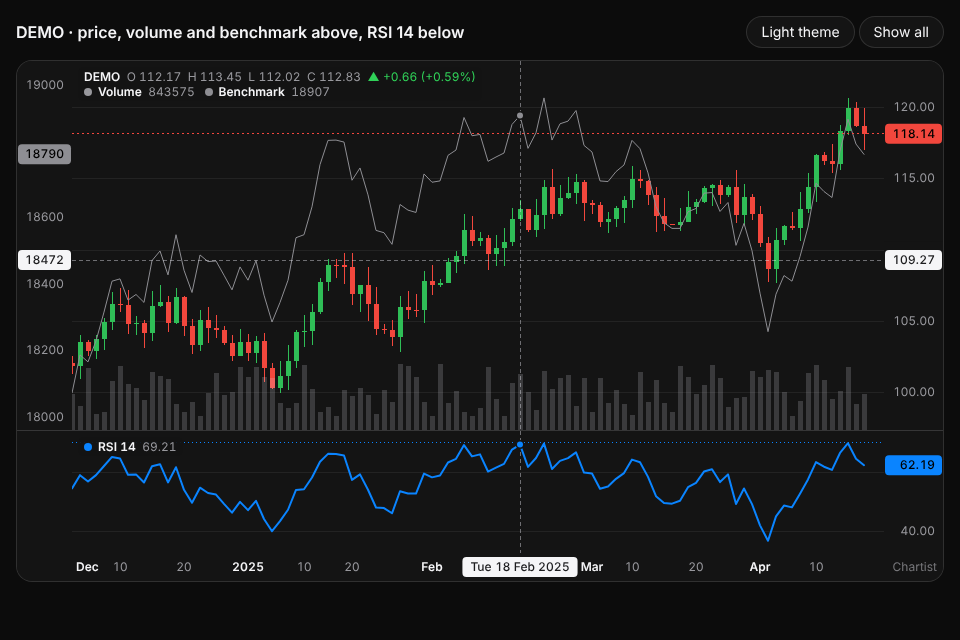 DEMO · price, volume and benchmark above, RSI 14 below
Light theme
Show all
DEMO O 112.17 H 113.45 L 112.02 C 112.83 ▲ +0.66 (+0.59%)
Volume 843575 Benchmark 18907
19000
18790
18600
18472
18400
18200
18000
120.00
118.14
115.00
109.27
105.00
100.00
RSI 14 69.21
62.19
40.00
Dec 10 20 2025 10 20 Feb Tue 18 Feb 2025 Mar 10 20 Apr 10 Chartist